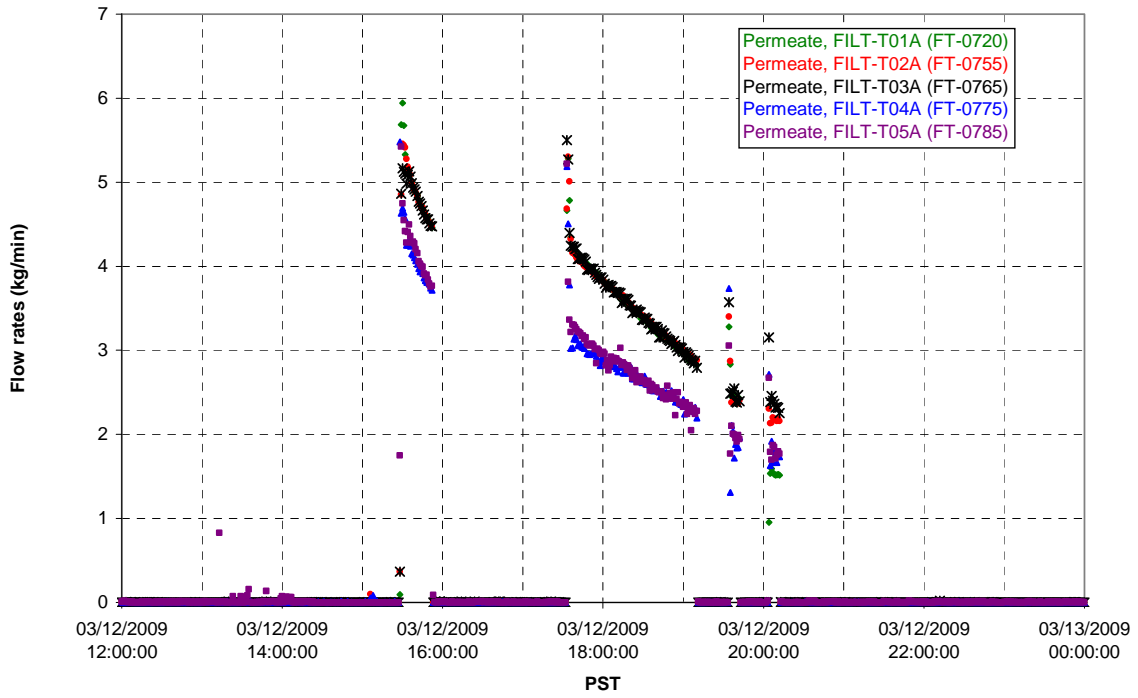 7
Permeate, FILT-T01A (FT-0720)
Permeate, FILT-T02A (FT-0755)
Permeate, FILT-T03A (FT-0765)
Permeate, FILT-T04A (FT-0775)
Permeate, FILT-T05A (FT-0785)
6
5
4
3
2
1
0
Flow rates (kg/min)
03/12/2009 03/12/2009 03/12/2009 03/12/2009 03/12/2009 03/12/2009 03/13/2009
12:00:00 14:00:00 16:00:00 18:00:00 20:00:00 22:00:00 00:00:00
PST